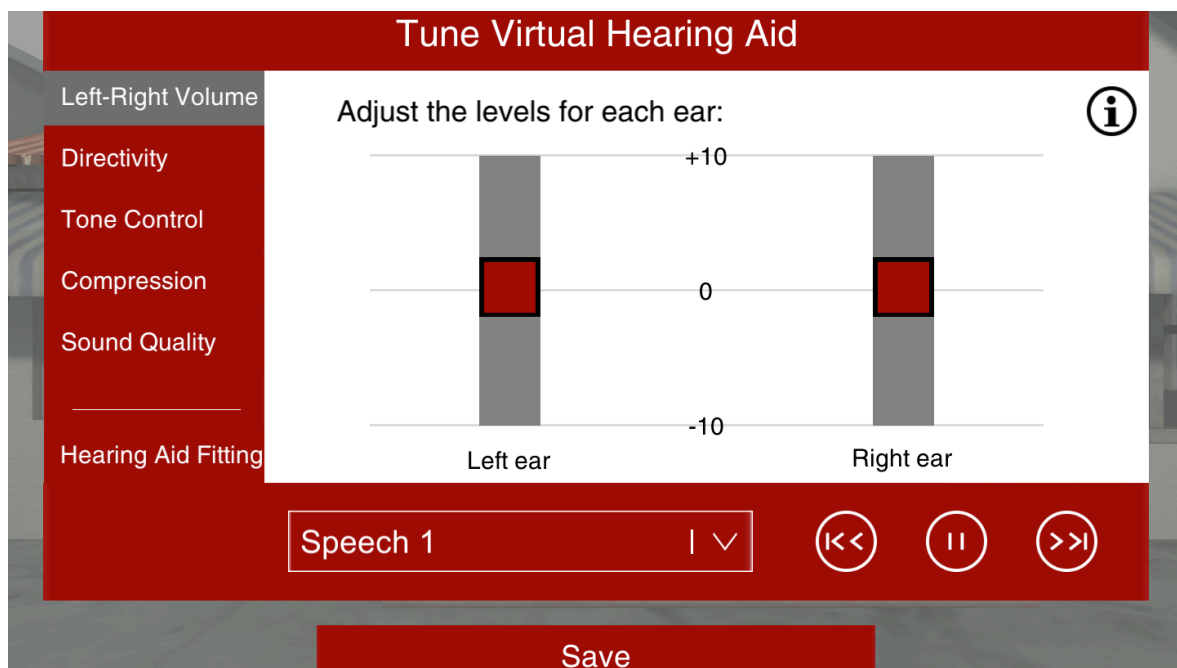 Tune Virtual Hearing Aid
Left-Right Volume
Directivity
Tone Control
Compression
Sound Quality
Hearing Aid Fitting
Adjust the levels for each ear:
i
+10
0
-10
Left ear
Right ear
Speech 1
Save